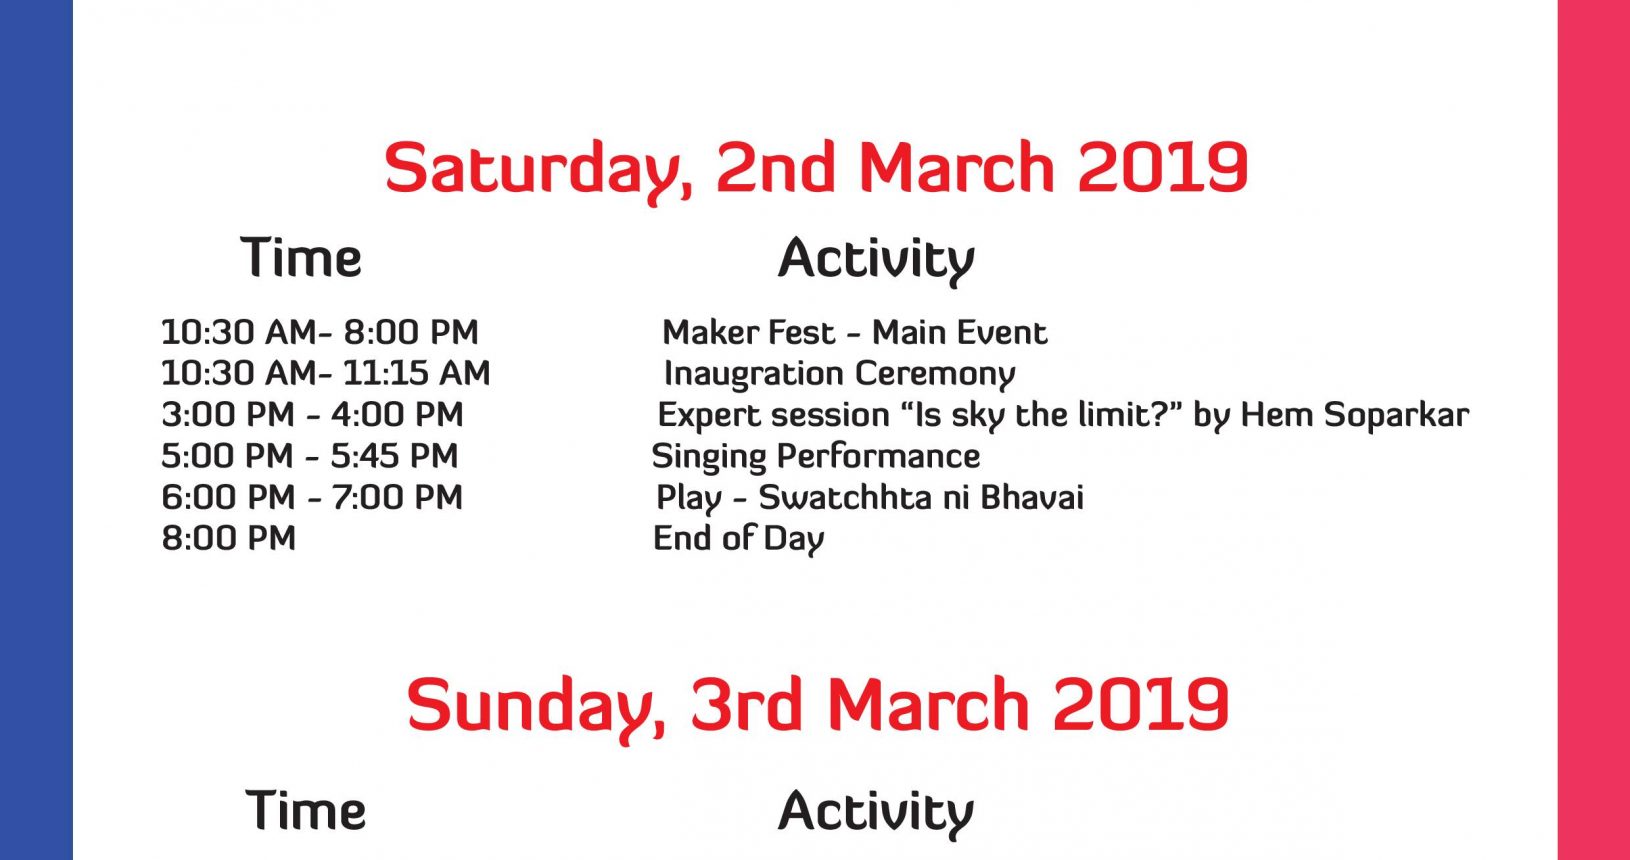 Saturday, 2nd March 2019
Time Activity
10:30 AM- 8:00 PM Maker Fest - Main Event
10:30 AM- 11:15 AM Inaugration Ceremony
3:00 PM - 4:00 PM Expert session “Is sky the limit?” by Hem Soparkar
5:00 PM - 5:45 PM Singing Performance
6:00 PM - 7:00 PM Play - Swatchhta ni Bhavai
8:00 PM End of Day
Sunday, 3rd March 2019
Time Activity